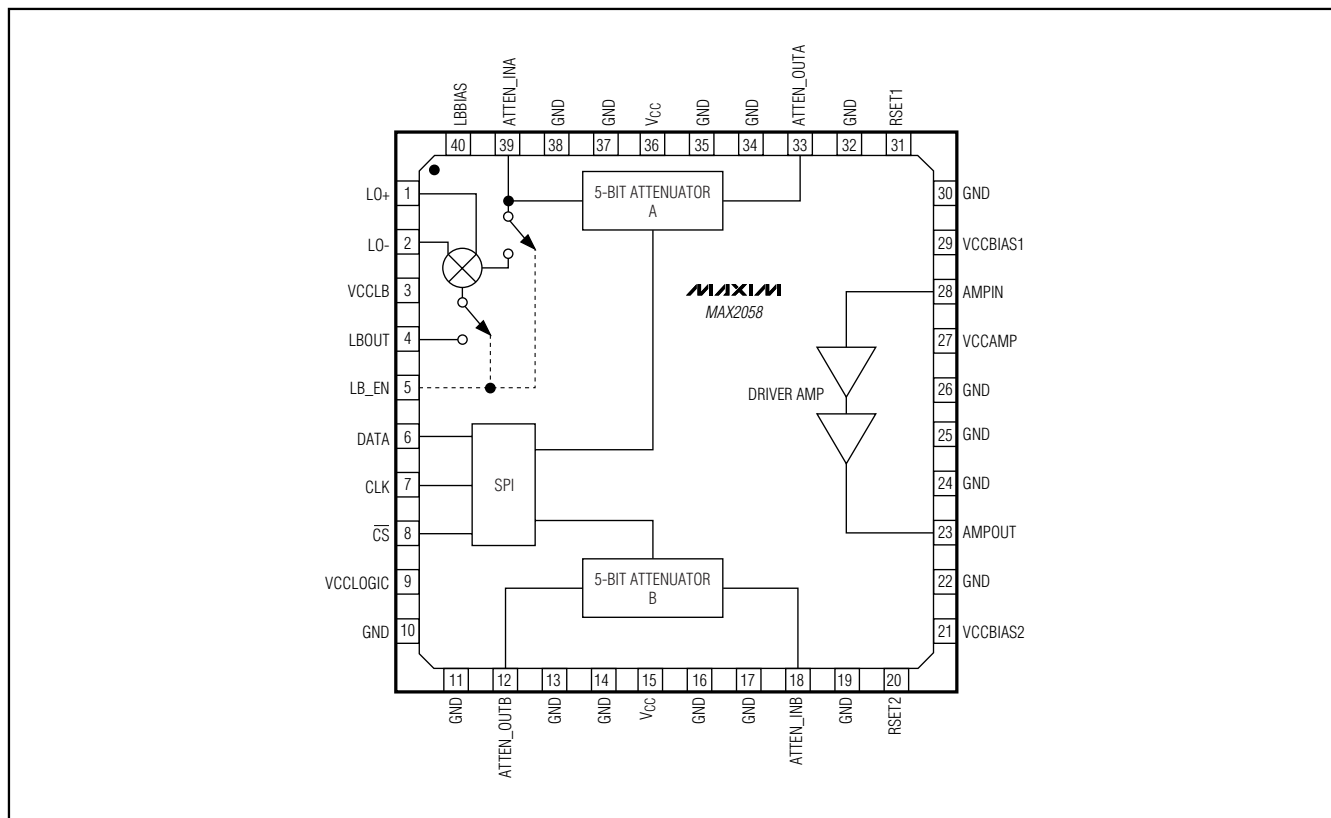 LBBIAS
ATTEN_INA
GND
GND
VCC
GND
GND
ATTEN_OUTA
GND
RSET1
40 39 38 37 36 35 34 33 32 31
LO+ 1
LO- 2
VCCLB 3
LBOUT 4
LB_EN 5
DATA 6
CLK 7
CS 8
VCCLOGIC 9
GND 10
5-BIT ATTENUATOR
A
MAXIM
MAX2058
DRIVER AMP
SPI
5-BIT ATTENUATOR
B
30 GND
29 VCCBIAS1
28 AMPIN
27 VCCAMP
26 GND
25 GND
24 GND
23 AMPOUT
22 GND
21 VCCBIAS2
11 12 13 14 15 16 17 18 19 20
GND
ATTEN_OUTB
GND
GND
VCC
GND
GND
ATTEN_INB
GND
RSET2